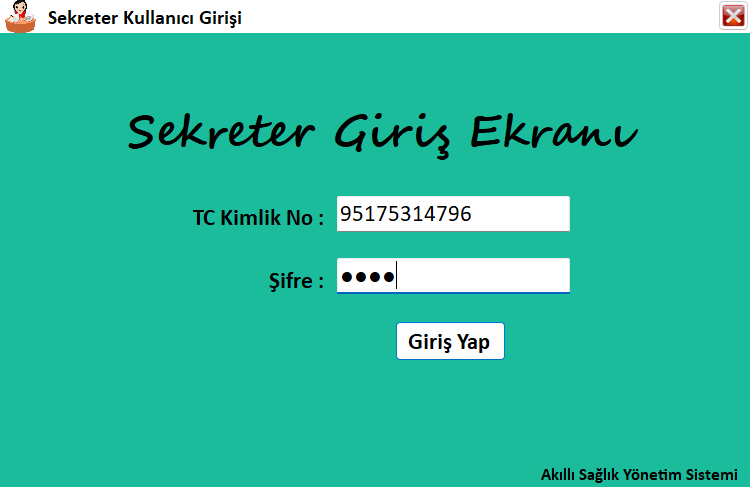 Sekreter Kullanıcı Girişi
Sekreter Giriş Ekranı
TC Kimlik No : 95175314796
Şifre : ●●●●
Giriş Yap
Akıllı Sağlık Yönetim Sistemi